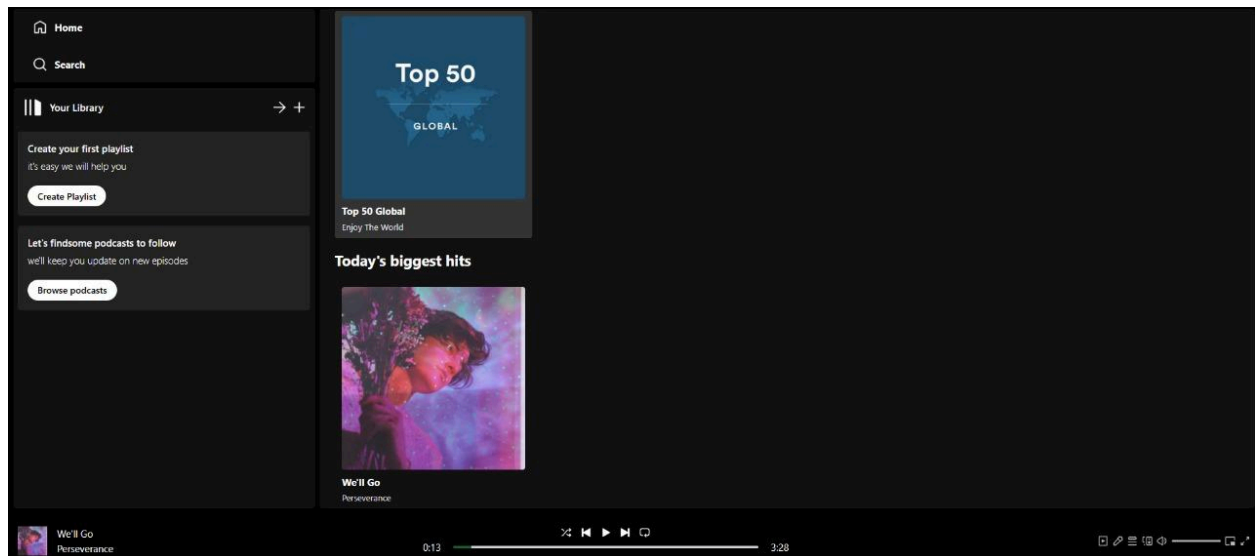 Home
Search
Your Library
Create your first playlist
it's easy we will help you
Create Playlist
Let's findsome podcasts to follow
we'll keep you update on new episodes
Browse podcasts
Top 50
GLOBAL
Top 50 Global
Enjoy The World
Today's biggest hits
We'll Go
Perseverance
We'll Go
Perseverance
0:13
3:28